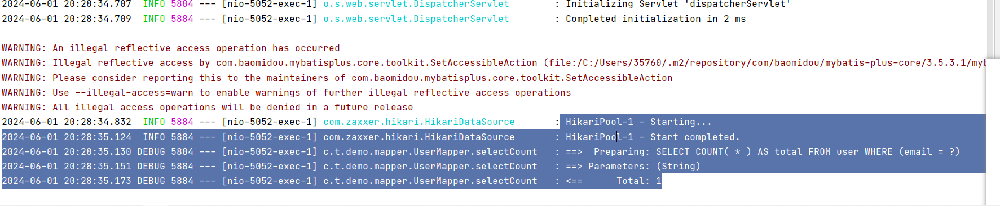 2024-06-01 20:28:34.707  INFO 5884 --- [nio-5052-exec-1] o.s.web.servlet.DispatcherServlet        : Initializing Servlet 'dispatcherServlet'
2024-06-01 20:28:34.709  INFO 5884 --- [nio-5052-exec-1] o.s.web.servlet.DispatcherServlet        : Completed initialization in 2 ms
WARNING: An illegal reflective access operation has occurred
WARNING: Illegal reflective access by com.baomidou.mybatisplus.core.toolkit.SetAccessibleAction (file:/C:/Users/35760/.m2/repository/com/baomidou/mybatis-plus-core/3.5.3.1/myb
WARNING: Please consider reporting this to the maintainers of com.baomidou.mybatisplus.core.toolkit.SetAccessibleAction
WARNING: Use --illegal-access=warn to enable warnings of further illegal reflective access operations
WARNING: All illegal access operations will be denied in a future release
2024-06-01 20:28:34.832  INFO 5884 --- [nio-5052-exec-1] com.zaxxer.hikari.HikariDataSource       : HikariPool-1 - Starting...
2024-06-01 20:28:35.124  INFO 5884 --- [nio-5052-exec-1] com.zaxxer.hikari.HikariDataSource       : HikariPool-1 - Start completed.
2024-06-01 20:28:35.130 DEBUG 5884 --- [nio-5052-exec-1] c.t.demo.mapper.UserMapper.selectCount   : ==>  Preparing: SELECT COUNT( * ) AS total FROM user WHERE (email = ?)
2024-06-01 20:28:35.151 DEBUG 5884 --- [nio-5052-exec-1] c.t.demo.mapper.UserMapper.selectCount   : ==> Parameters: (String)
2024-06-01 20:28:35.173 DEBUG 5884 --- [nio-5052-exec-1] c.t.demo.mapper.UserMapper.selectCount   : <==      Total: 1